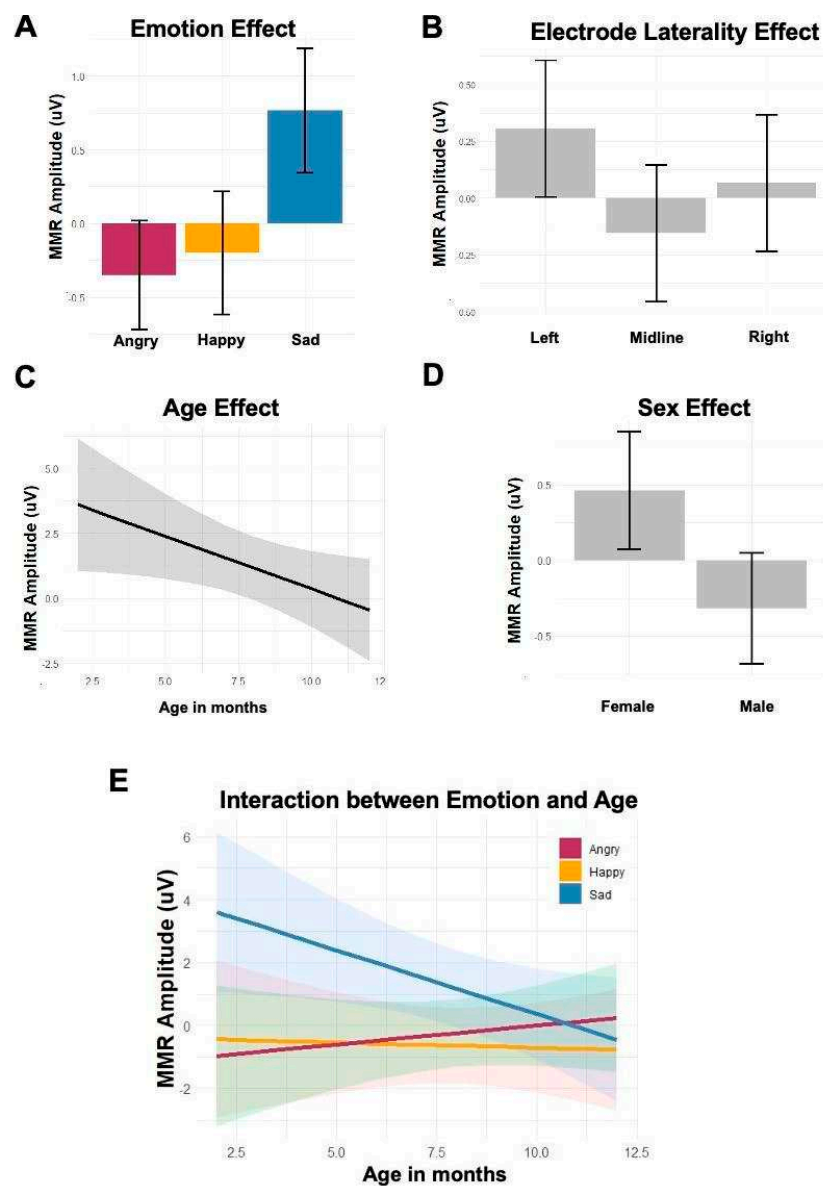 A
Emotion Effect
MMR Amplitude (uV)
1.0
0.5
0.0
-0.5
Angry
Happy
Sad
B
Electrode Laterality Effect
MMR Amplitude (uV)
0.50
0.25
0.00
0.25
0.50
Left
Midline
Right
C
Age Effect
MMR Amplitude (uV)
5.0
2.5
0.0
-2.5
2.5
5.0
7.5
10.0
12
Age in months
D
Sex Effect
MMR Amplitude (uV)
0.5
0.0
-0.5
Female
Male
E
Interaction between Emotion and Age
MMR Amplitude (uV)
6
4
2
0
-2
Angry
Happy
Sad
2.5
5.0
7.5
10.0
12.5
Age in months